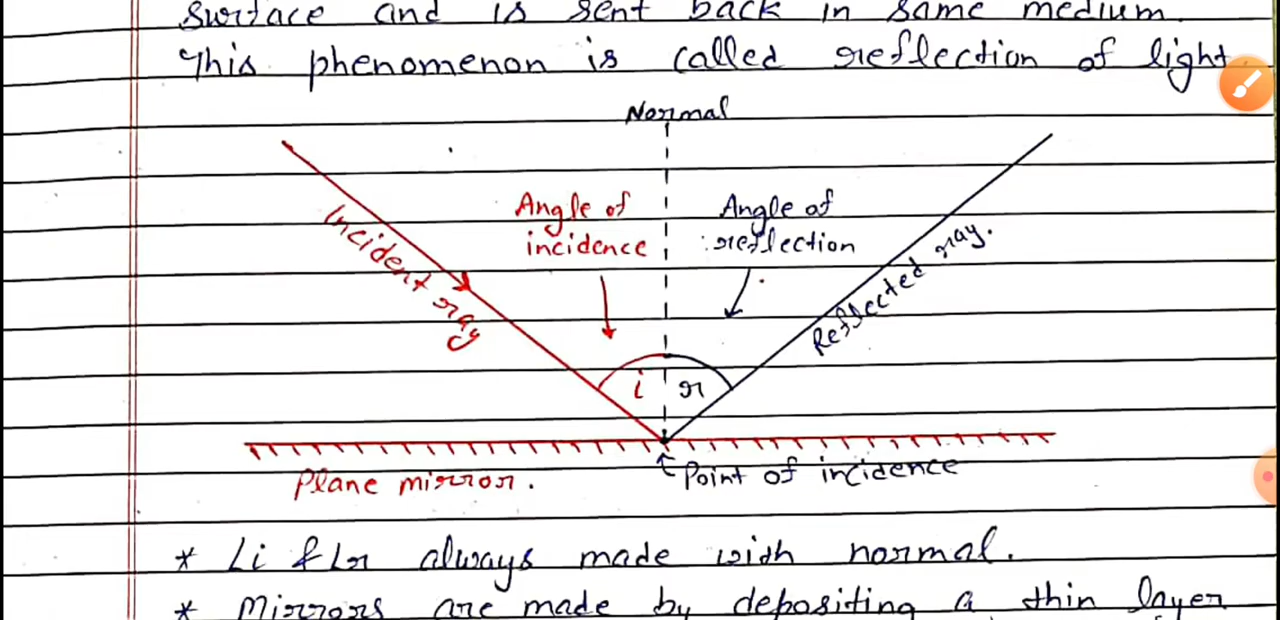 surface and is sent back in same medium.
This phenomenon is called reflection of light
Normal
Angle of
incidence
Angle of
reflection
Incident ray
Reflected ray.
i
r
Plane mirror.
Point of incidence
* ∠i & ∠r always made with normal.
* Mirrors are made by depositing a thin layer